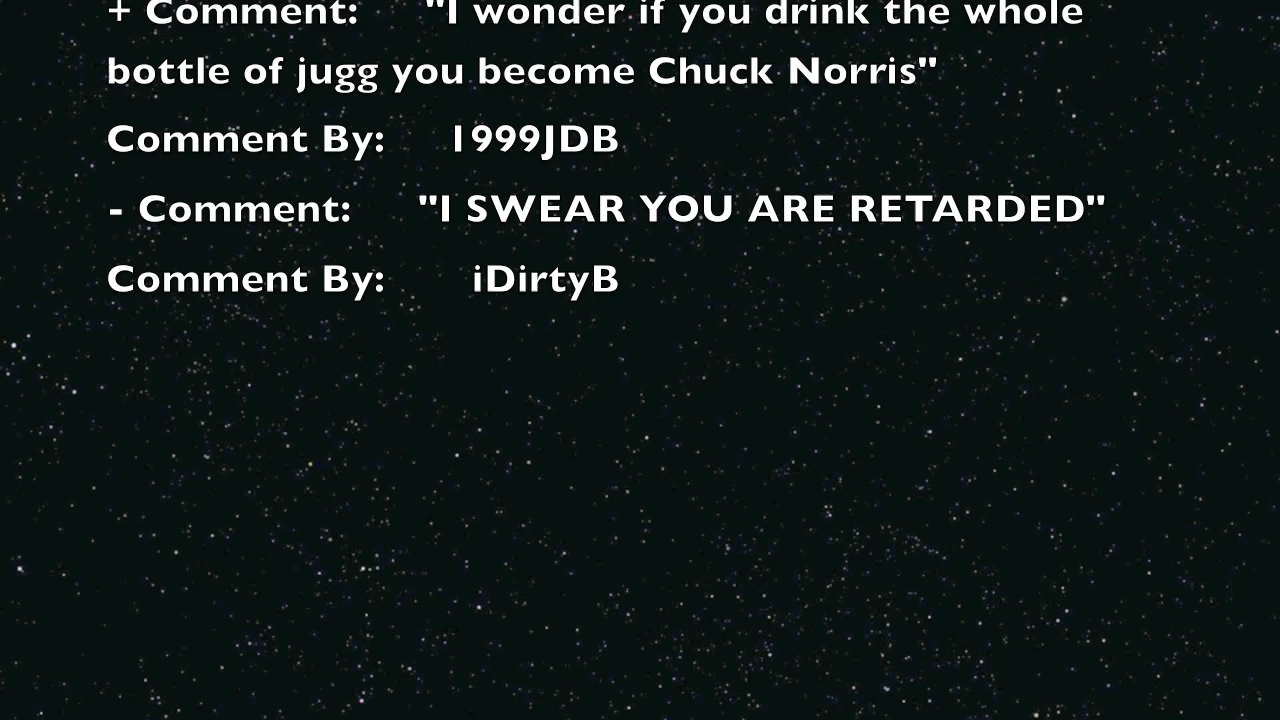 + Comment: "I wonder if you drink the whole
bottle of jugg you become Chuck Norris"
Comment By: 1999JDB
- Comment: "I SWEAR YOU ARE RETARDED"
Comment By: iDirtyB